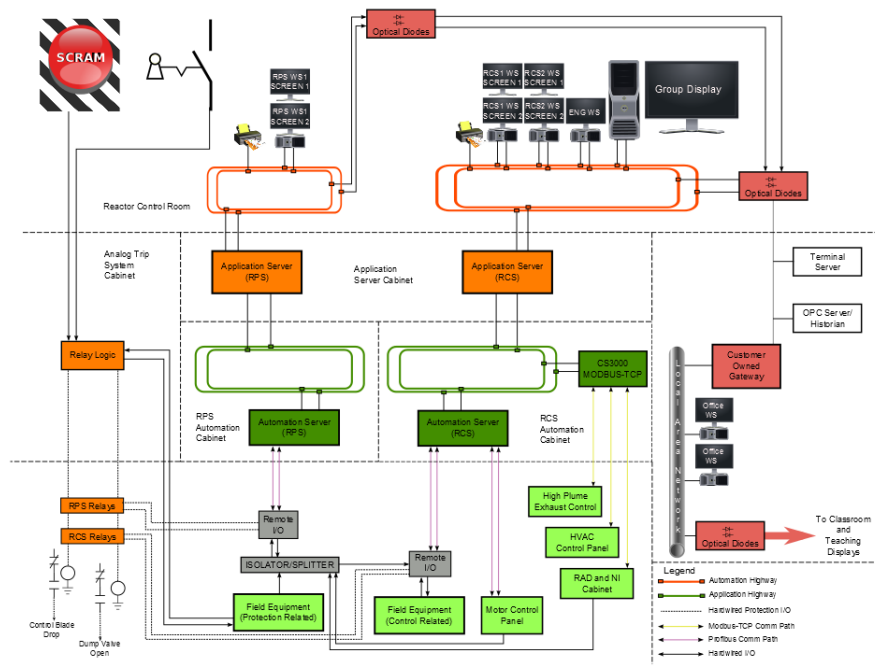 SCRAM
Optical Diodes
RPS WS1
SCREEN 1
RPS WS1
SCREEN 2
RCS1 WS
SCREEN 1
RCS2 WS
SCREEN 1
RCS1 WS
SCREEN 2
RCS2 WS
SCREEN 2
ENG WS
Group Display
Optical Diodes
Reactor Control Room
Analog Trip
System
Cabinet
Application Server
(RPS)
Application
Server Cabinet
Application Server
(RCS)
Terminal
Server
OPC Server/
Historian
Relay Logic
CS3000
MODBUS-TCP
Customer
Owned
Gateway
Local Area Network
RPS
Automation
Cabinet
Automation Server
(RPS)
Automation Server
(RCS)
RCS
Automation
Cabinet
Office
WS
Office
WS
RPS Relays
RCS Relays
Remote
I/O
High Plume
Exhaust Control
HVAC
Control Panel
Optical Diodes
To Classroom
and
Teaching
Displays
ISOLATOR/SPLITTER
Remote
I/O
RAD and NI
Cabinet
Field Equipment
(Protection Related)
Field Equipment
(Control Related)
Motor Control
Panel
Control Blade
Drop
Dump Valve
Open
Legend
Automation Highway
Application Highway
Hardwired Protection I/O
Modbus-TCP Comm Path
Profibus Comm Path
Hardwired I/O